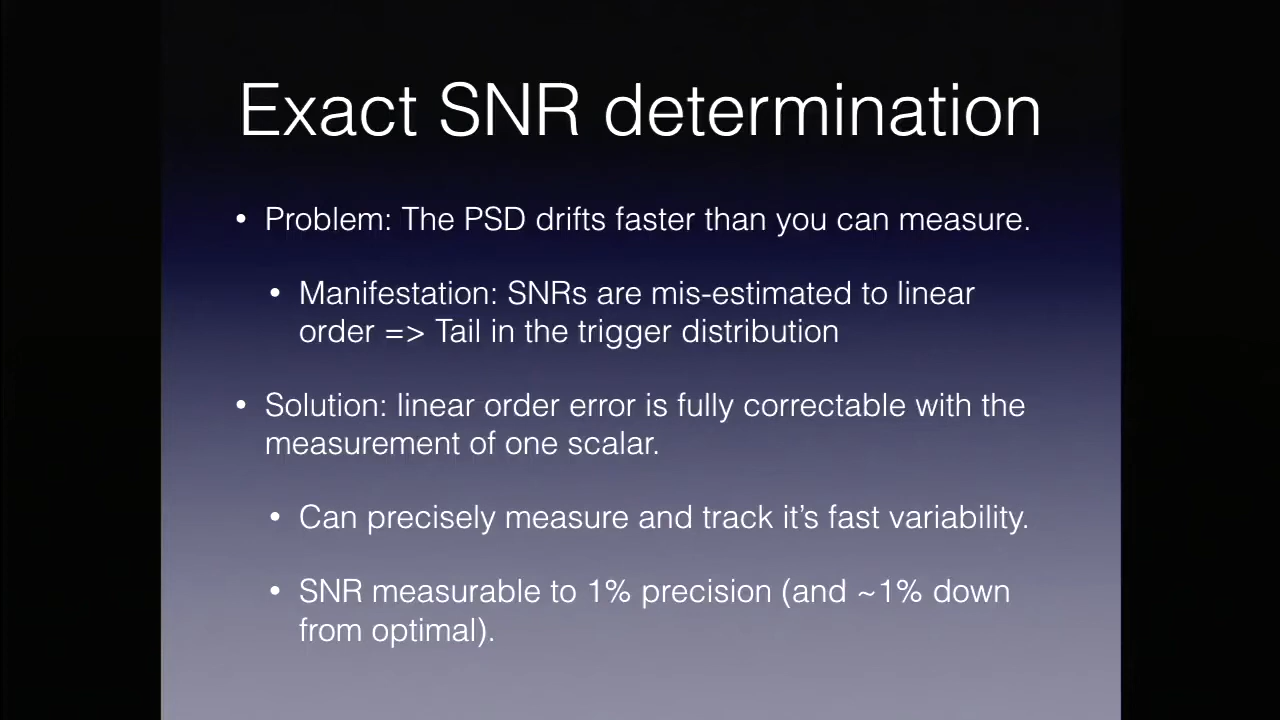 Exact SNR determination
• Problem: The PSD drifts faster than you can measure.
• Manifestation: SNRs are mis-estimated to linear
order => Tail in the trigger distribution
• Solution: linear order error is fully correctable with the
measurement of one scalar.
• Can precisely measure and track it’s fast variability.
• SNR measurable to 1% precision (and ~1% down
from optimal).